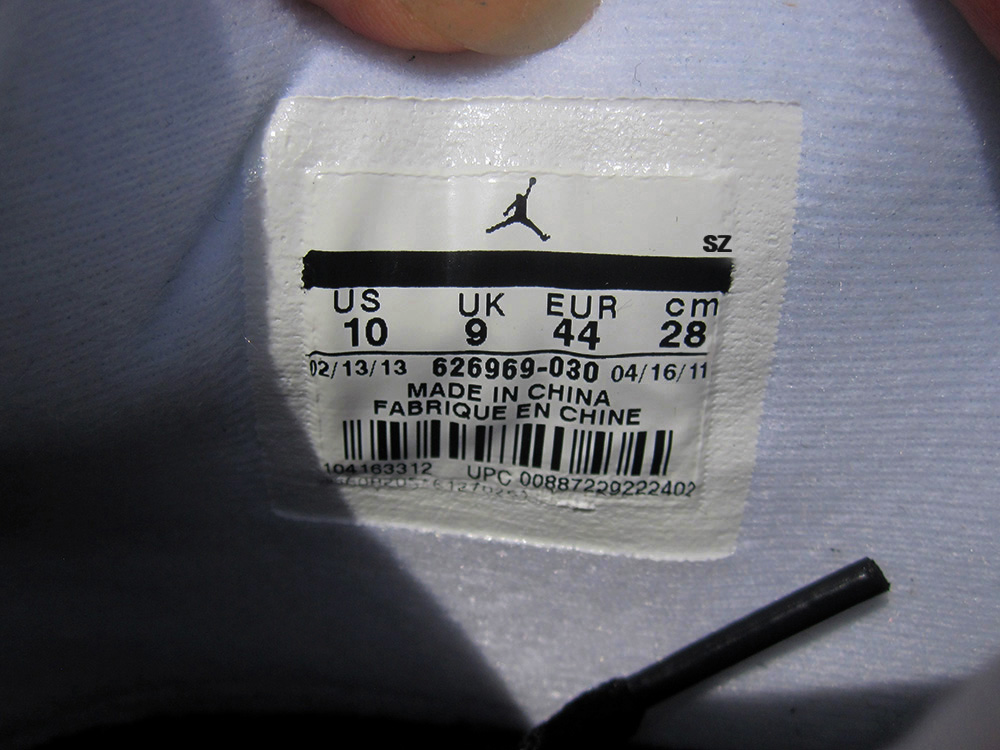 SZ
US UK EUR cm
10 9 44 28
02/13/13 626969-030 04/16/11
MADE IN CHINA
FABRIQUE EN CHINE
104163312 UPC 00887229222402